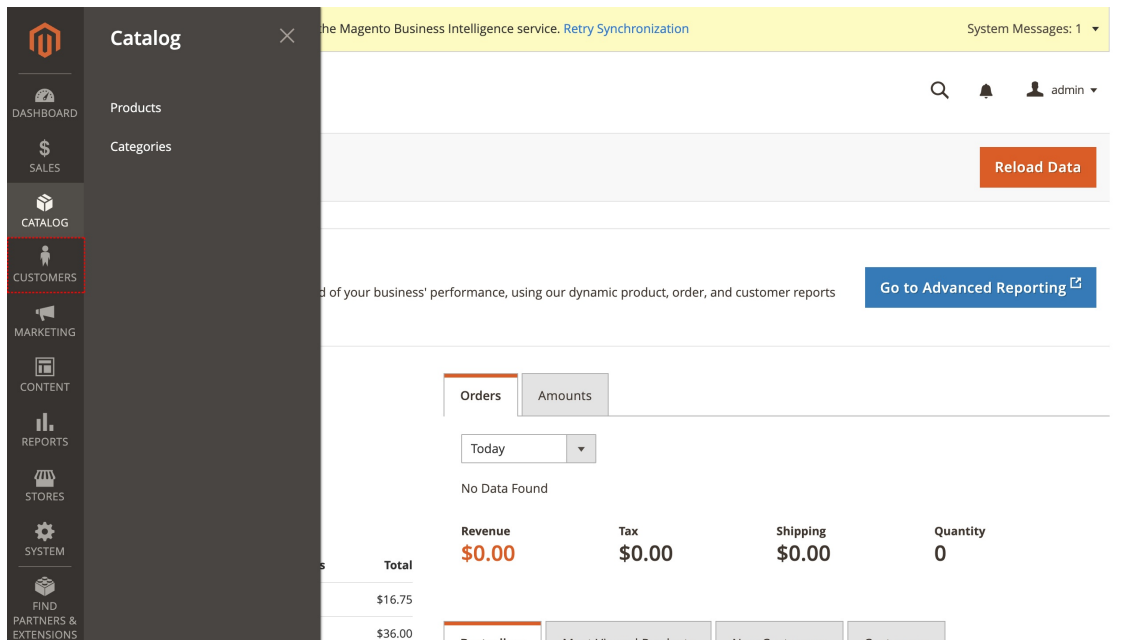 Catalog
he Magento Business Intelligence service. Retry Synchronization
System Messages: 1
DASHBOARD
Products
admin
Categories
SALES
Reload Data
CATALOG
CUSTOMERS
d of your business' performance, using our dynamic product, order, and customer reports
Go to Advanced Reporting
MARKETING
CONTENT
Orders
Amounts
REPORTS
Today
STORES
No Data Found
SYSTEM
Revenue
Tax
Shipping
Quantity
$0.00
$0.00
$0.00
0
s
Total
FIND
PARTNERS &
EXTENSIONS
$16.75
$36.00